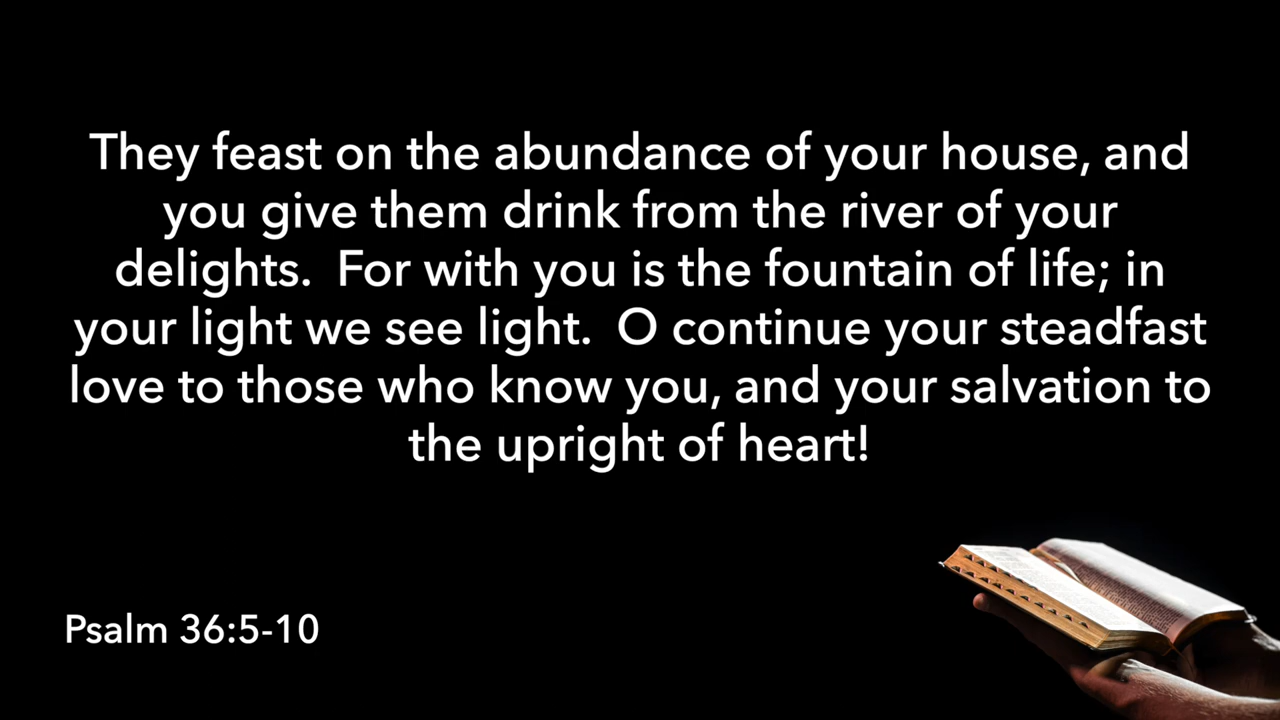 They feast on the abundance of your house, and
you give them drink from the river of your
delights.  For with you is the fountain of life; in
your light we see light.  O continue your steadfast
love to those who know you, and your salvation to
the upright of heart!
Psalm 36:5-10